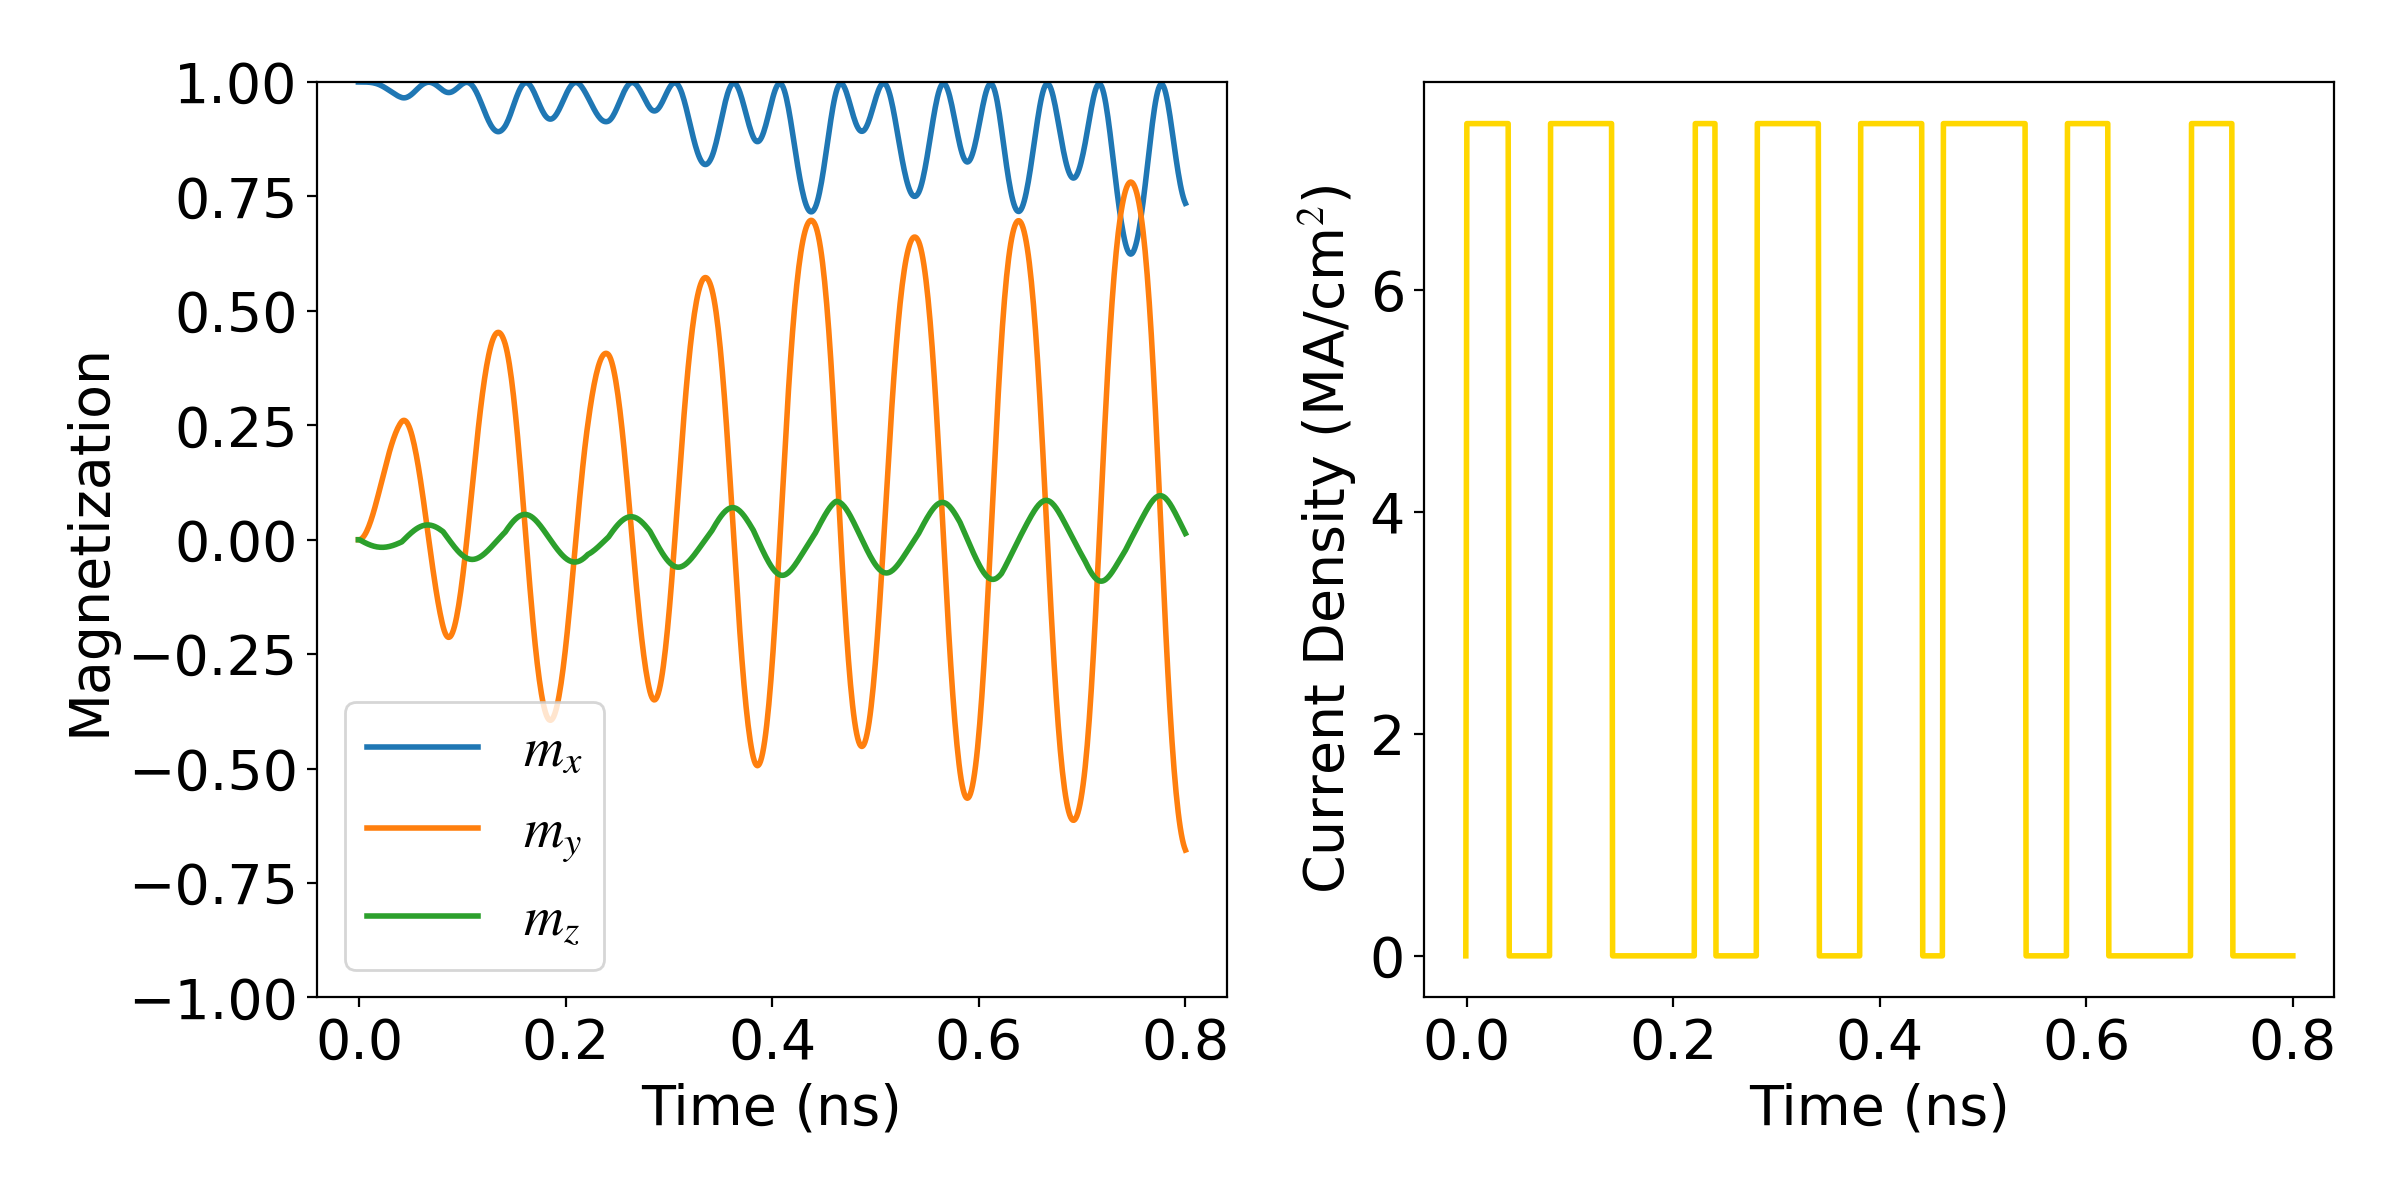 Magnetization
1.00
0.75
0.50
0.25
0.00
−0.25
−0.50
−0.75
−1.00
m_x
m_y
m_z
0.0 0.2 0.4 0.6 0.8
Time (ns)
Current Density (MA/cm²)
6
4
2
0
0.0 0.2 0.4 0.6 0.8
Time (ns)